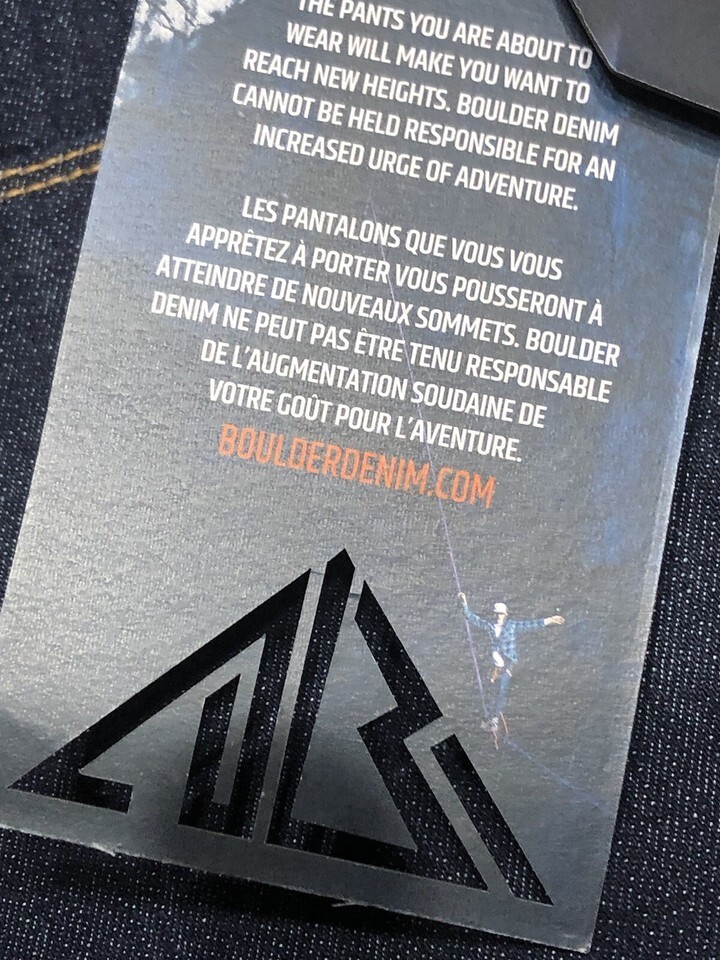 THE PANTS YOU ARE ABOUT TO
WEAR WILL MAKE YOU WANT TO
REACH NEW HEIGHTS. BOULDER DENIM
CANNOT BE HELD RESPONSIBLE FOR AN
INCREASED URGE OF ADVENTURE.
LES PANTALONS QUE VOUS VOUS
APPRÊTEZ À PORTER VOUS POUSSERONT À
ATTEINDRE DE NOUVEAUX SOMMETS. BOULDER
DENIM NE PEUT PAS ÊTRE TENU RESPONSABLE
DE L'AUGMENTATION SOUDAINE DE
VOTRE GOÛT POUR L'AVENTURE.
BOULDERDENIM.COM